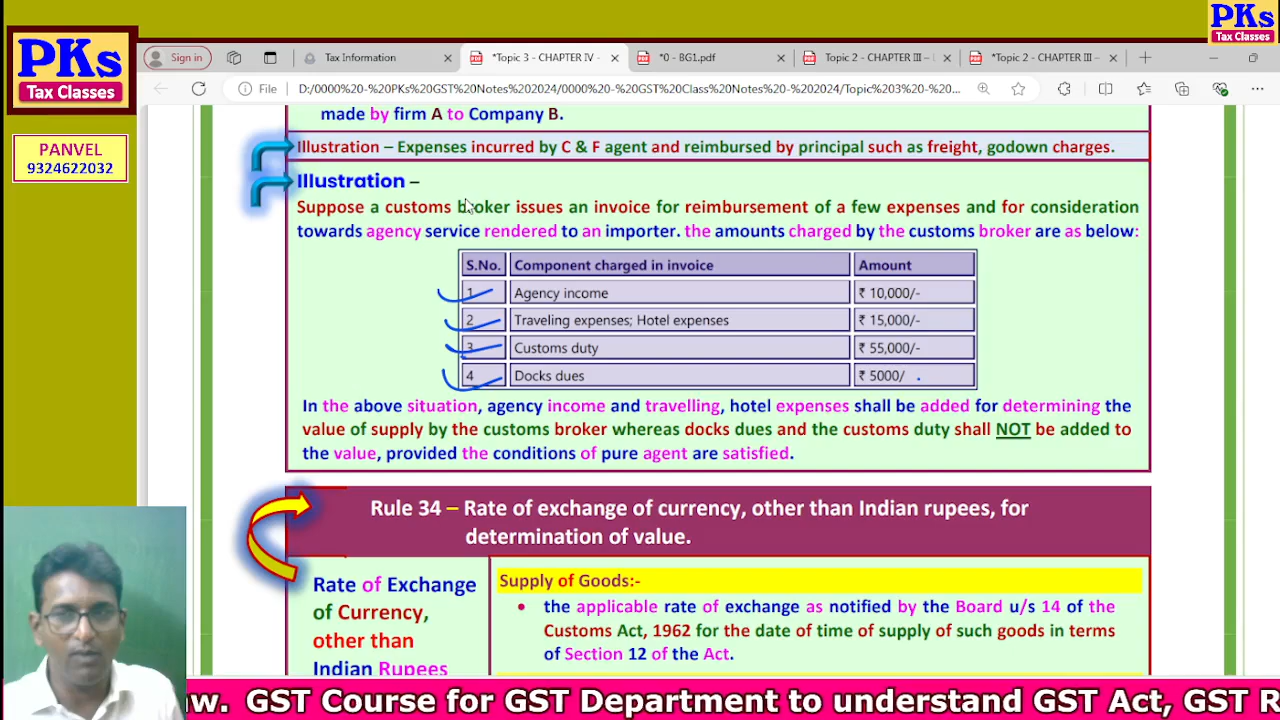 PKs
Tax Classes
PANVEL
9324622032
PKs
Tax Classes
Sign in
Tax Information
*Topic 3 - CHAPTER IV -
*0 - BG1.pdf
Topic 2 - CHAPTER III – L
*Topic 2 - CHAPTER III –
File
D:/0000%20-%20PKs%20GST%20Notes%202024/0000%20-%20GST%20Class%20Notes%20-%202024/Topic%203%20-%20...
made by firm A to Company B.
Illustration – Expenses incurred by C & F agent and reimbursed by principal such as freight, godown charges.
Illustration –
Suppose a customs broker issues an invoice for reimbursement of a few expenses and for consideration
towards agency service rendered to an importer. the amounts charged by the customs broker are as below:
S.No. Component charged in invoice Amount
1 Agency income ₹ 10,000/-
2 Traveling expenses; Hotel expenses ₹ 15,000/-
3 Customs duty ₹ 55,000/-
4 Docks dues ₹ 5000/
In the above situation, agency income and travelling, hotel expenses shall be added for determining the
value of supply by the customs broker whereas docks dues and the customs duty shall NOT be added to
the value, provided the conditions of pure agent are satisfied.
Rule 34 – Rate of exchange of currency, other than Indian rupees, for
determination of value.
Rate of Exchange
of Currency,
other than
Indian Rupees
Supply of Goods:-
• the applicable rate of exchange as notified by the Board u/s 14 of the
Customs Act, 1962 for the date of time of supply of such goods in terms
of Section 12 of the Act.
aw. GST Course for GST Department to understand GST Act, GST R